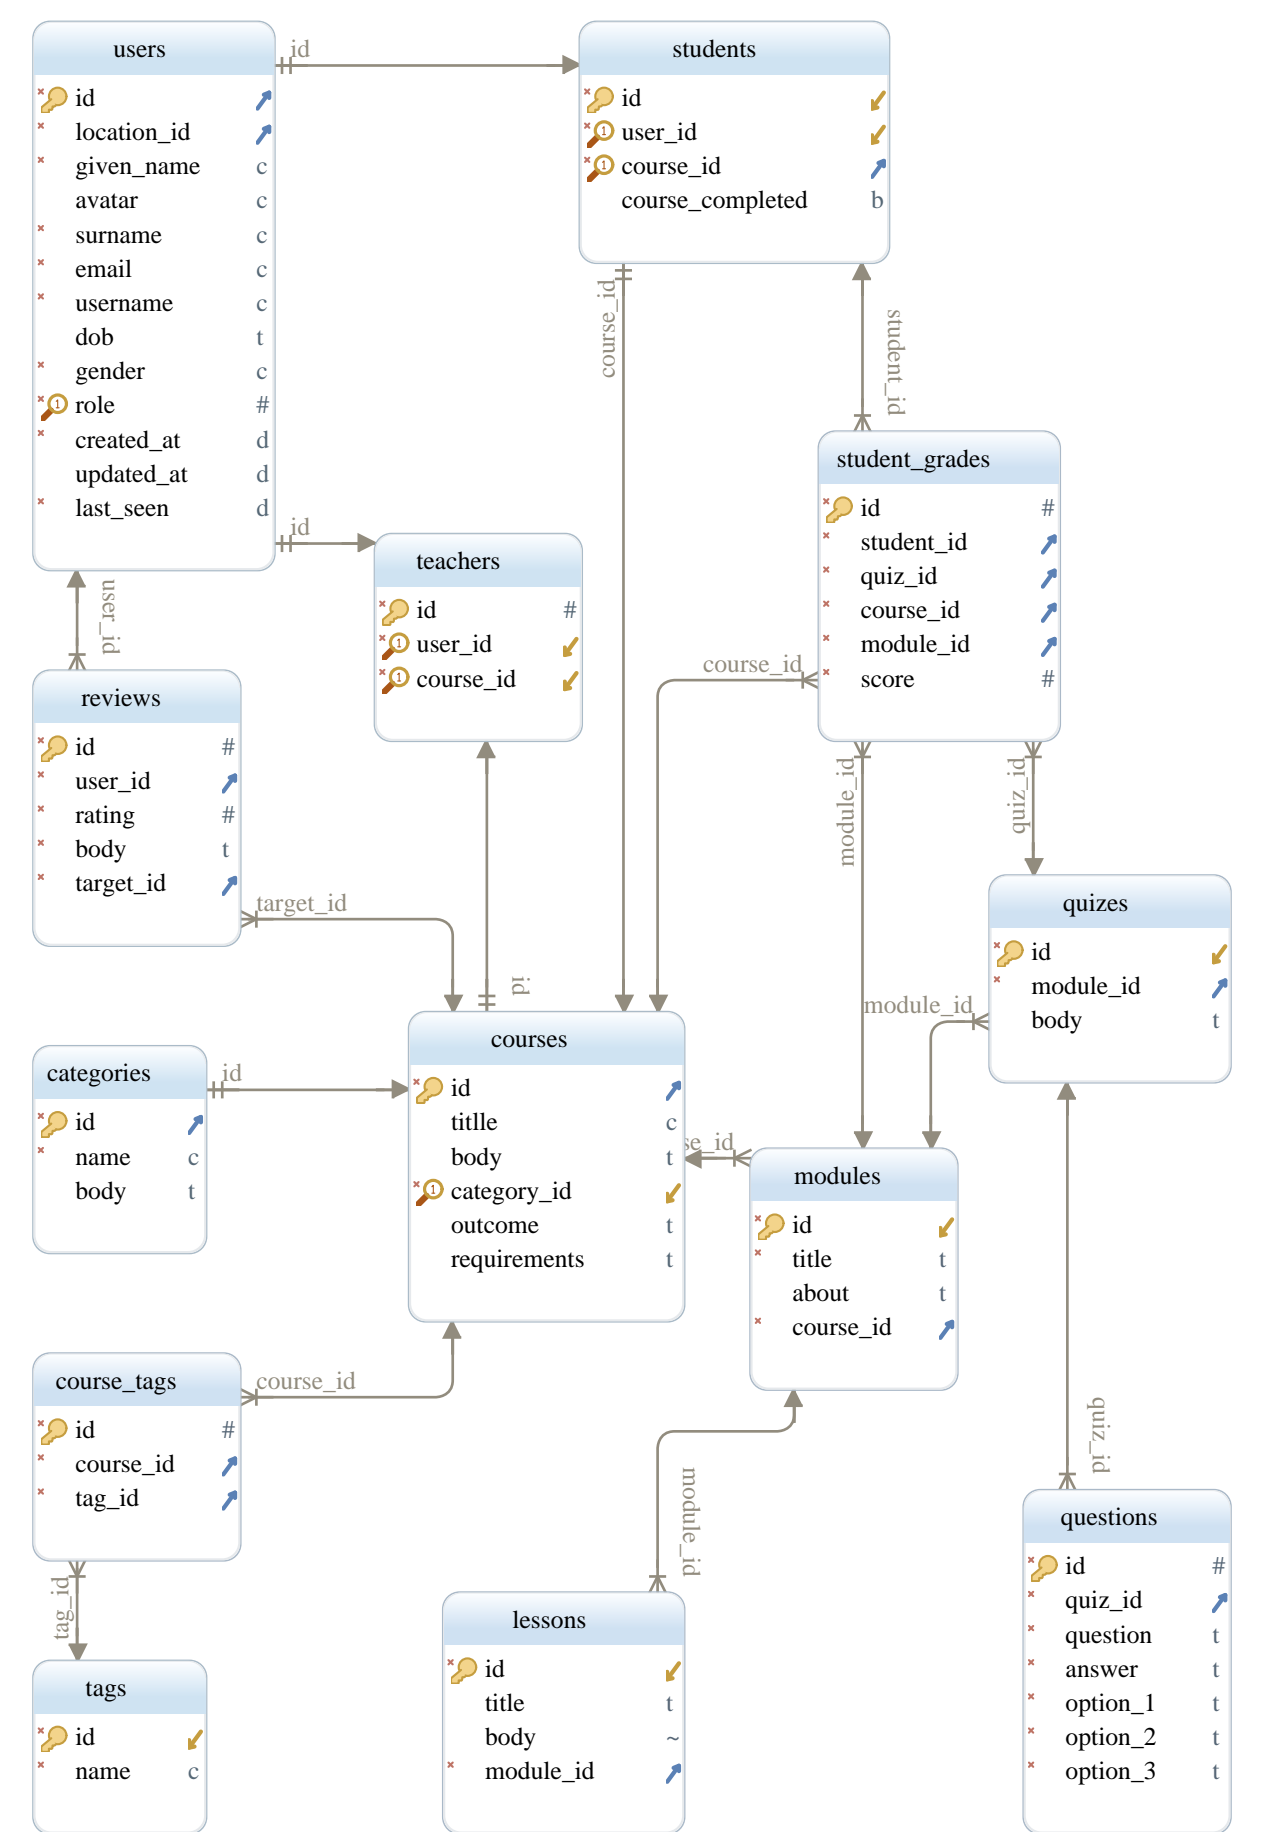 users
id
id
location_id
given_name c
avatar c
surname c
email c
username c
dob t
gender c
role #
created_at d
updated_at d
last_seen d
id
students
id
user_id
course_id
course_completed b
course_id
student_id
student_grades
id #
student_id
quiz_id
course_id
module_id
score #
teachers
id #
user_id
course_id
user_id
reviews
id #
user_id
rating #
body t
target_id
target_id
id
course_id
module_id
quiz_id
quizes
id
module_id
body t
module_id
categories
id
name c
body t
id
courses
id
titlle c
body t
category_id
outcome t
requirements t
se_id
modules
id
title t
about t
course_id
course_tags
id #
course_id
tag_id
course_id
tag_id
tags
id
name c
module_id
lessons
id
title t
body ~
module_id
quiz_id
questions
id #
quiz_id
question t
answer t
option_1 t
option_2 t
option_3 t